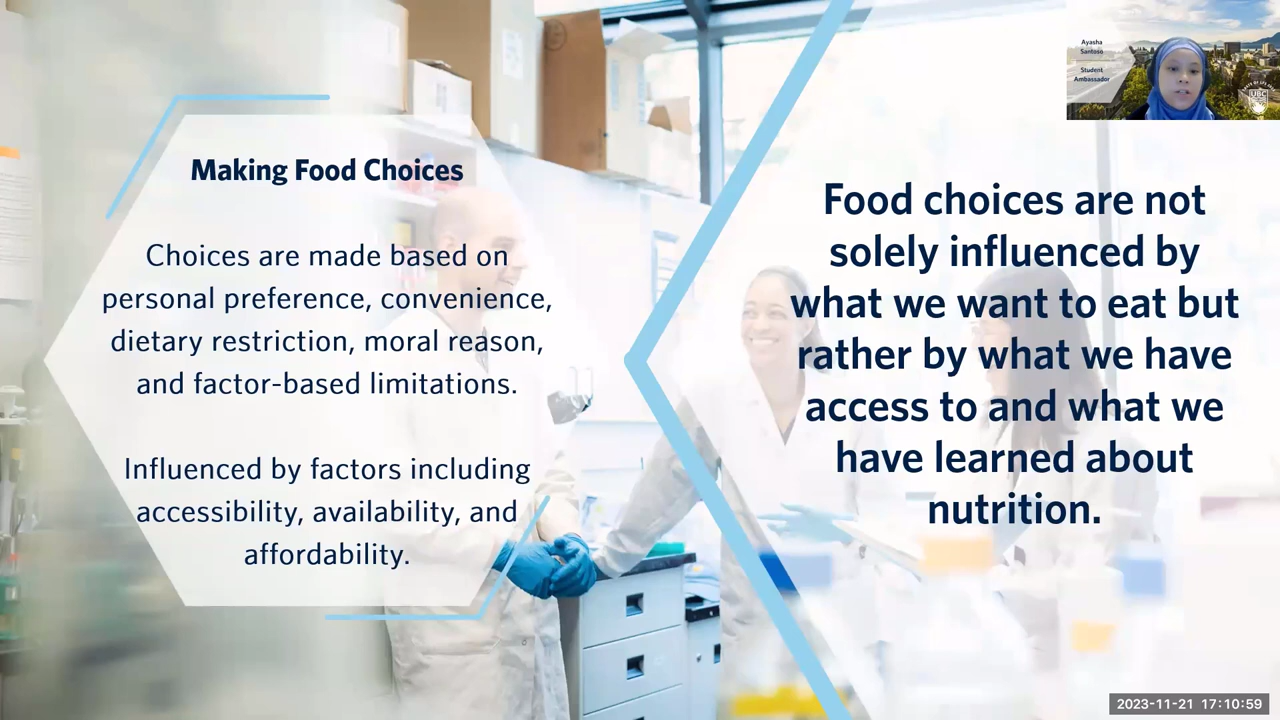 Making Food Choices
Choices are made based on
personal preference, convenience,
dietary restriction, moral reason,
and factor-based limitations.
Influenced by factors including
accessibility, availability, and
affordability.
Food choices are not
solely influenced by
what we want to eat but
rather by what we have
access to and what we
have learned about
nutrition.
Ayasha
Santoso
Student
Ambassador
UBC
2023-11-21 17:10:59